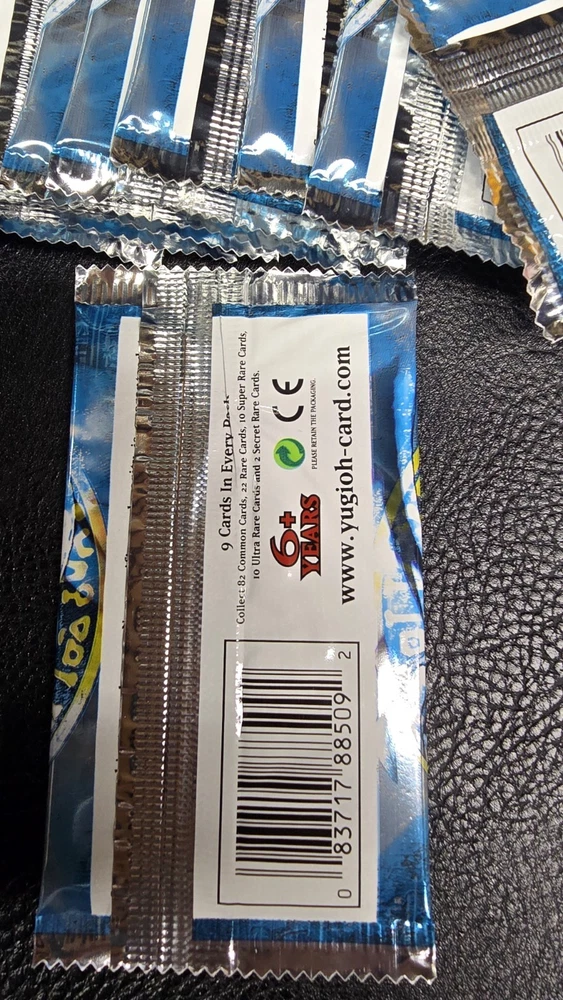 9 Cards In Every Pack
Collect 82 Common Cards, 22 Rare Cards, 10 Super Rare Cards,
10 Ultra Rare Cards and 2 Secret Rare Cards.
6+
YEARS
CE
PLEASE RETAIN THE PACKAGING.
www.yugioh-card.com
0 83717 88509 2